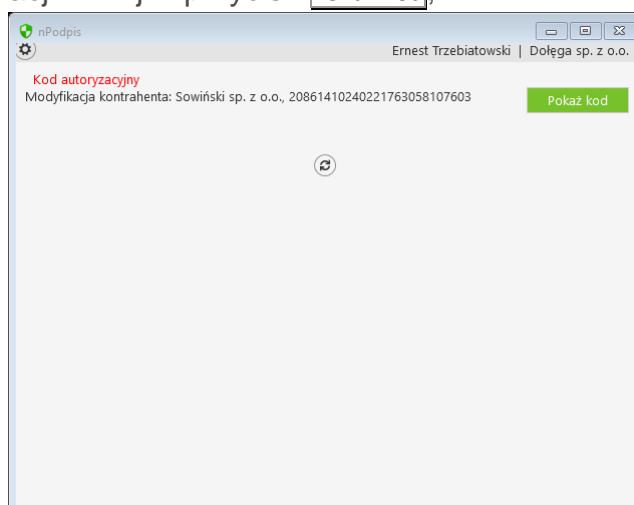 nPodpis
Ernest Trzebiatowski | Dołęga sp. z o.o.
Kod autoryzacyjny
Modyfikacja kontrahenta: Sowiński sp. z o.o., 20861410240221763058107603
Pokaż kod